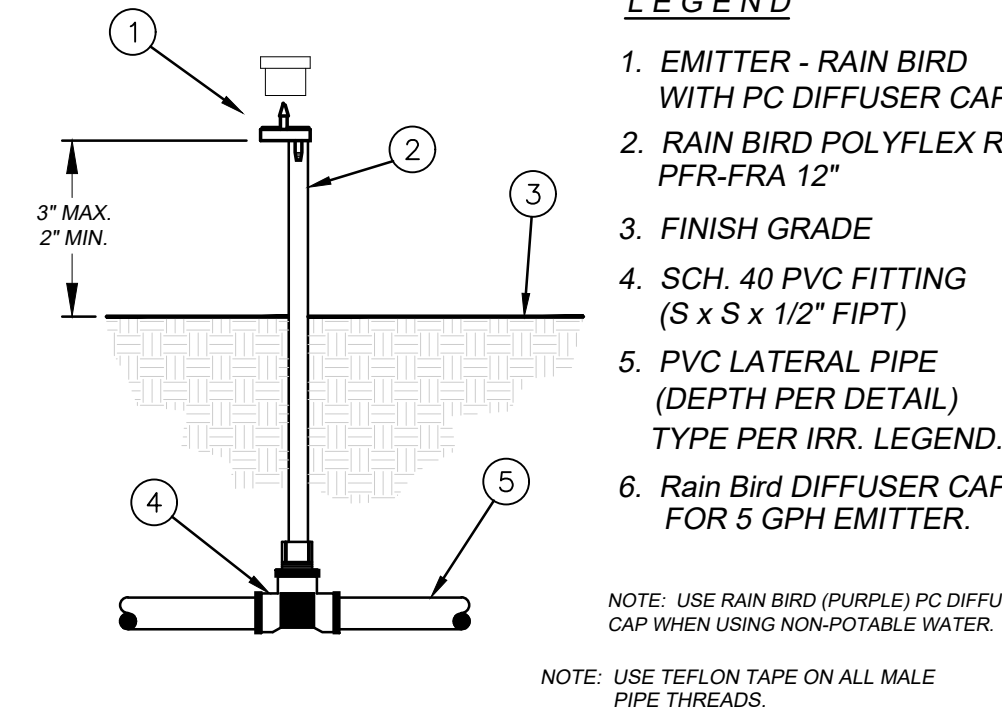 LEGEND
1
1. EMITTER - RAIN BIRD
WITH PC DIFFUSER CAP
2
2. RAIN BIRD POLYFLEX R
PFR-FRA 12"
3" MAX.
2" MIN.
3
3. FINISH GRADE
4. SCH. 40 PVC FITTING
(S x S x 1/2" FIPT)
5. PVC LATERAL PIPE
(DEPTH PER DETAIL)
TYPE PER IRR. LEGEND.
4
5
6. Rain Bird DIFFUSER CAP
FOR 5 GPH EMITTER.
NOTE: USE RAIN BIRD (PURPLE) PC DIFFU
CAP WHEN USING NON-POTABLE WATER.
NOTE: USE TEFLON TAPE ON ALL MALE
PIPE THREADS.